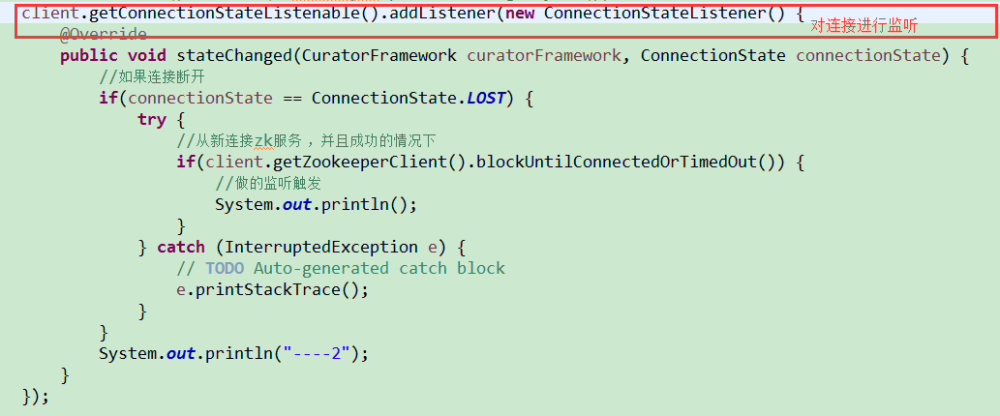 client.getConnectionStateListenable().addListener(new ConnectionStateListener() {
对连接进行监听
@Override
public void stateChanged(CuratorFramework curatorFramework, ConnectionState connectionState) {
//如果连接断开
if(connectionState == ConnectionState.LOST) {
try {
//从新连接zk服务 ，并且成功的情况下
if(client.getZookeeperClient().blockUntilConnectedOrTimedOut()) {
//做的监听触发
System.out.println();
}
} catch (InterruptedException e) {
// TODO Auto-generated catch block
e.printStackTrace();
}
}
System.out.println("----2");
}
});